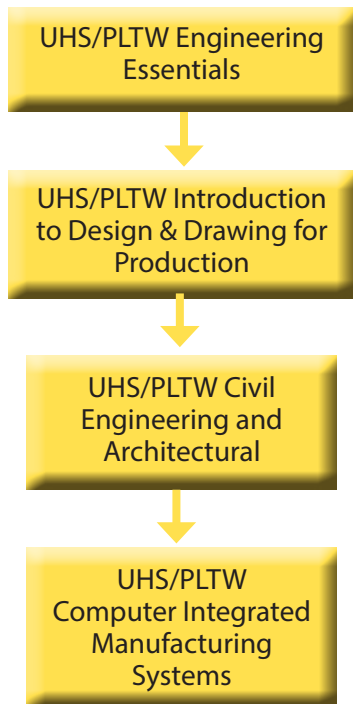 UHS/PLTW Engineering
Essentials
UHS/PLTW Introduction
to Design & Drawing for
Production
UHS/PLTW Civil
Engineering and
Architectural
UHS/PLTW
Computer Integrated
Manufacturing
Systems